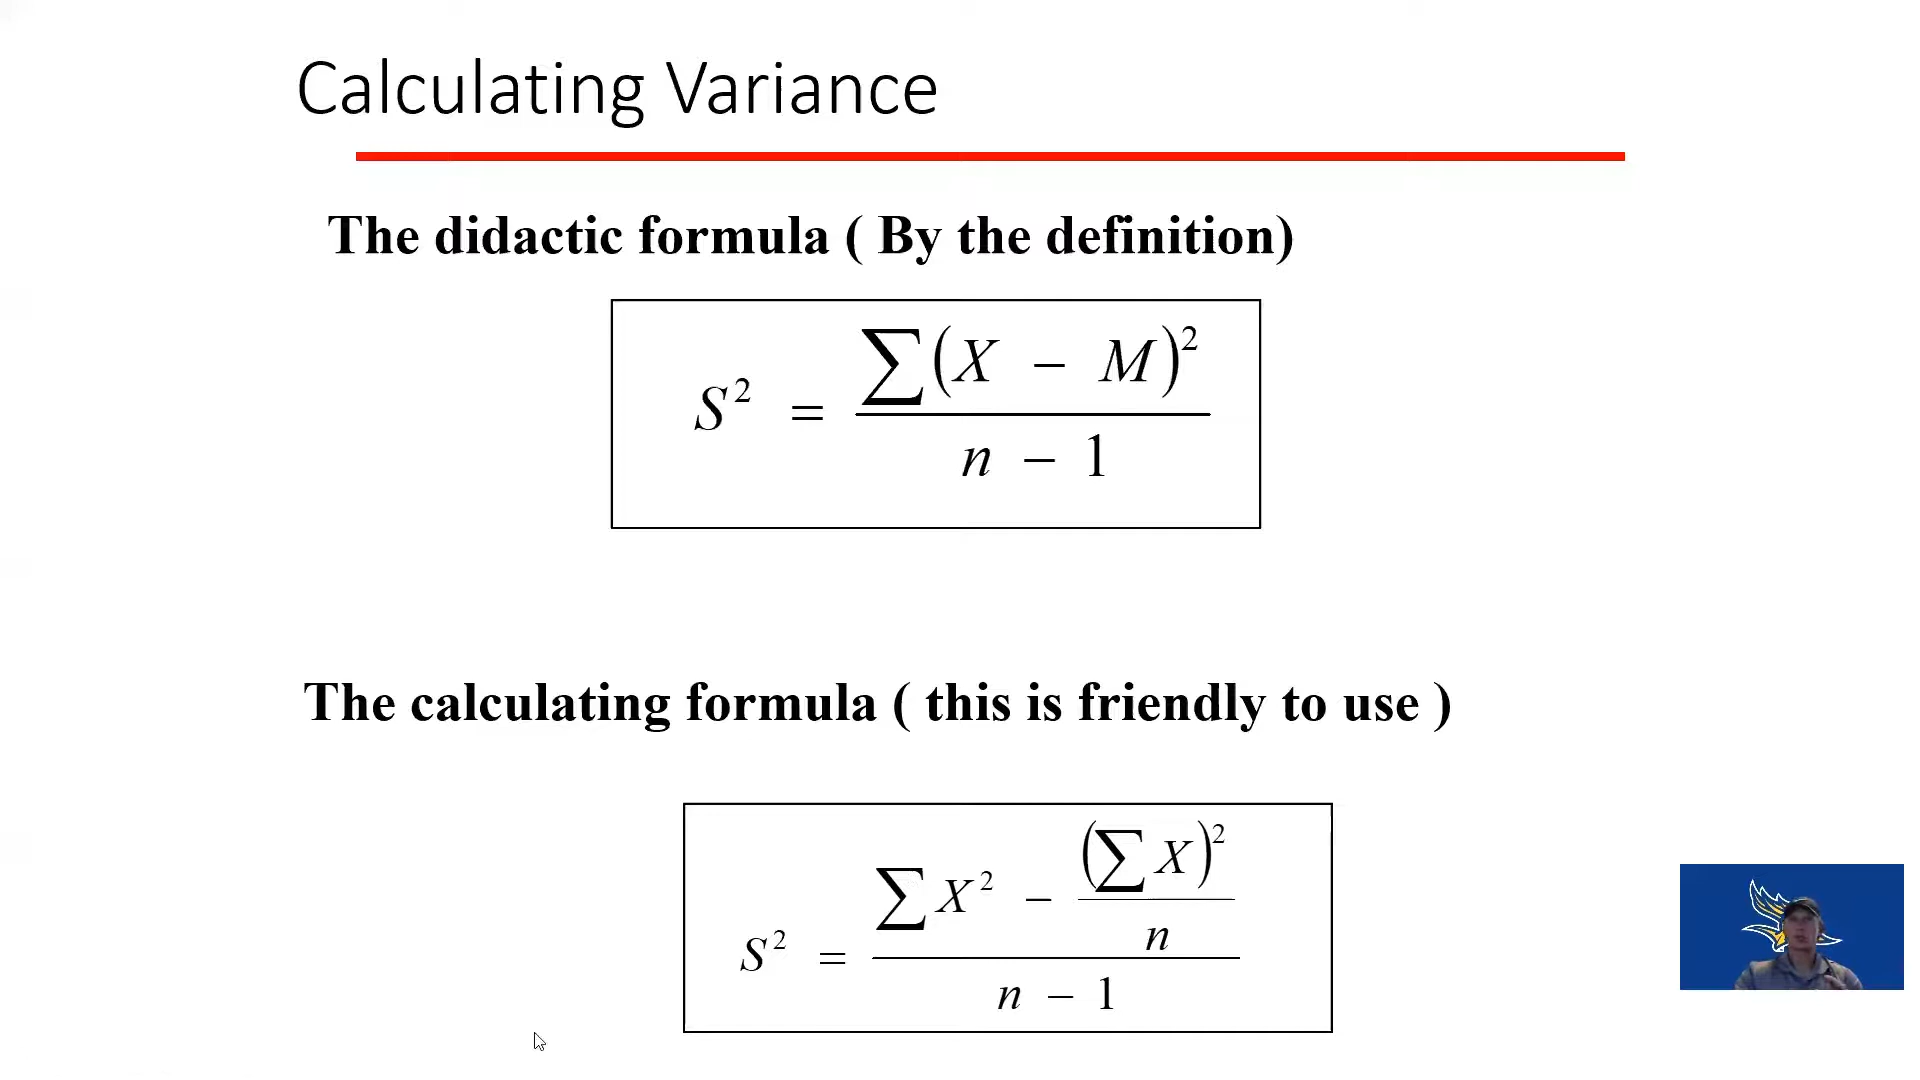 Calculating Variance
The didactic formula ( By the definition)
S² = ∑(X − M)² / n − 1
The calculating formula ( this is friendly to use )
S² = ∑X² − (∑X)² / n / n − 1